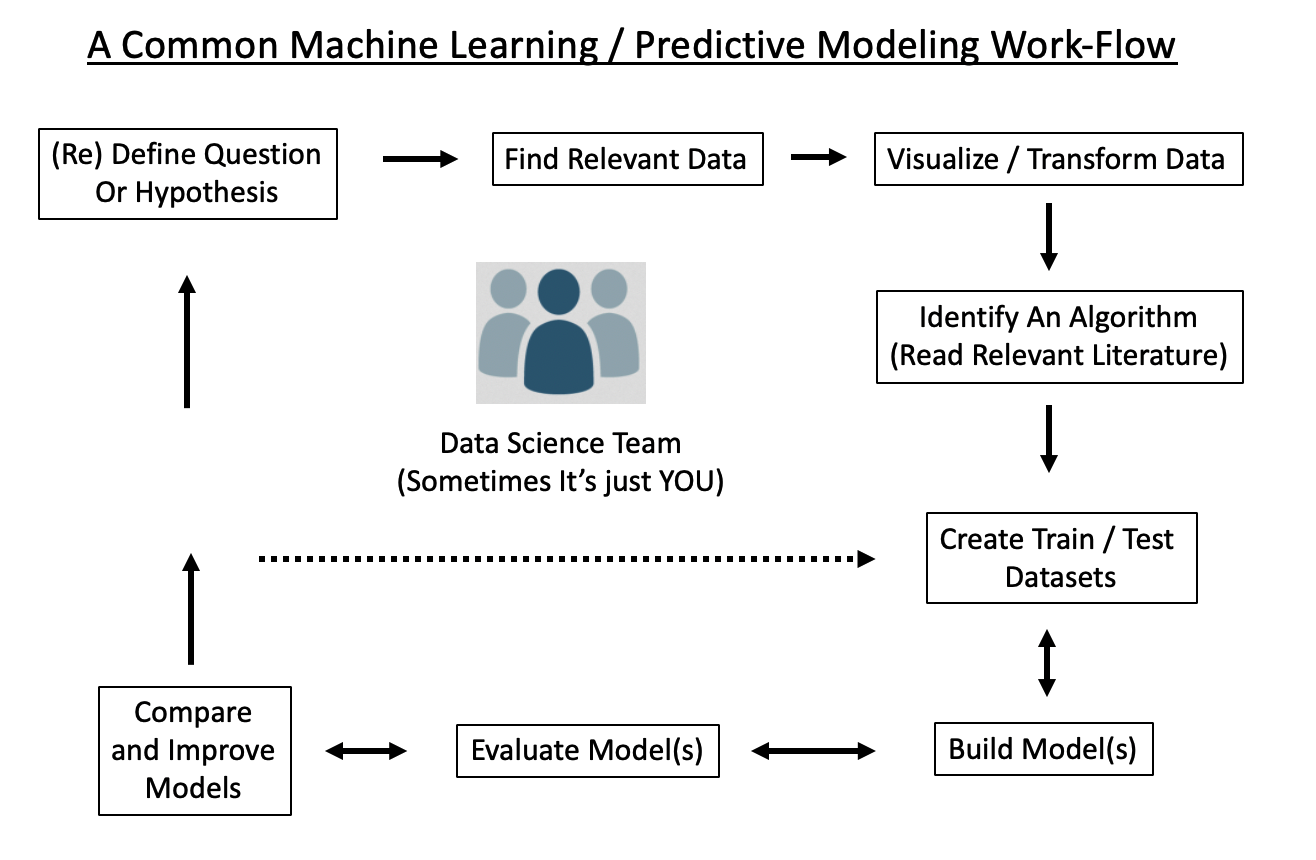 A Common Machine Learning / Predictive Modeling Work-Flow
(Re) Define Question
Or Hypothesis
Find Relevant Data
Visualize / Transform Data
Identify An Algorithm
(Read Relevant Literature)
Data Science Team
(Sometimes It’s just YOU)
Create Train / Test
Datasets
Compare
and Improve
Models
Evaluate Model(s)
Build Model(s)